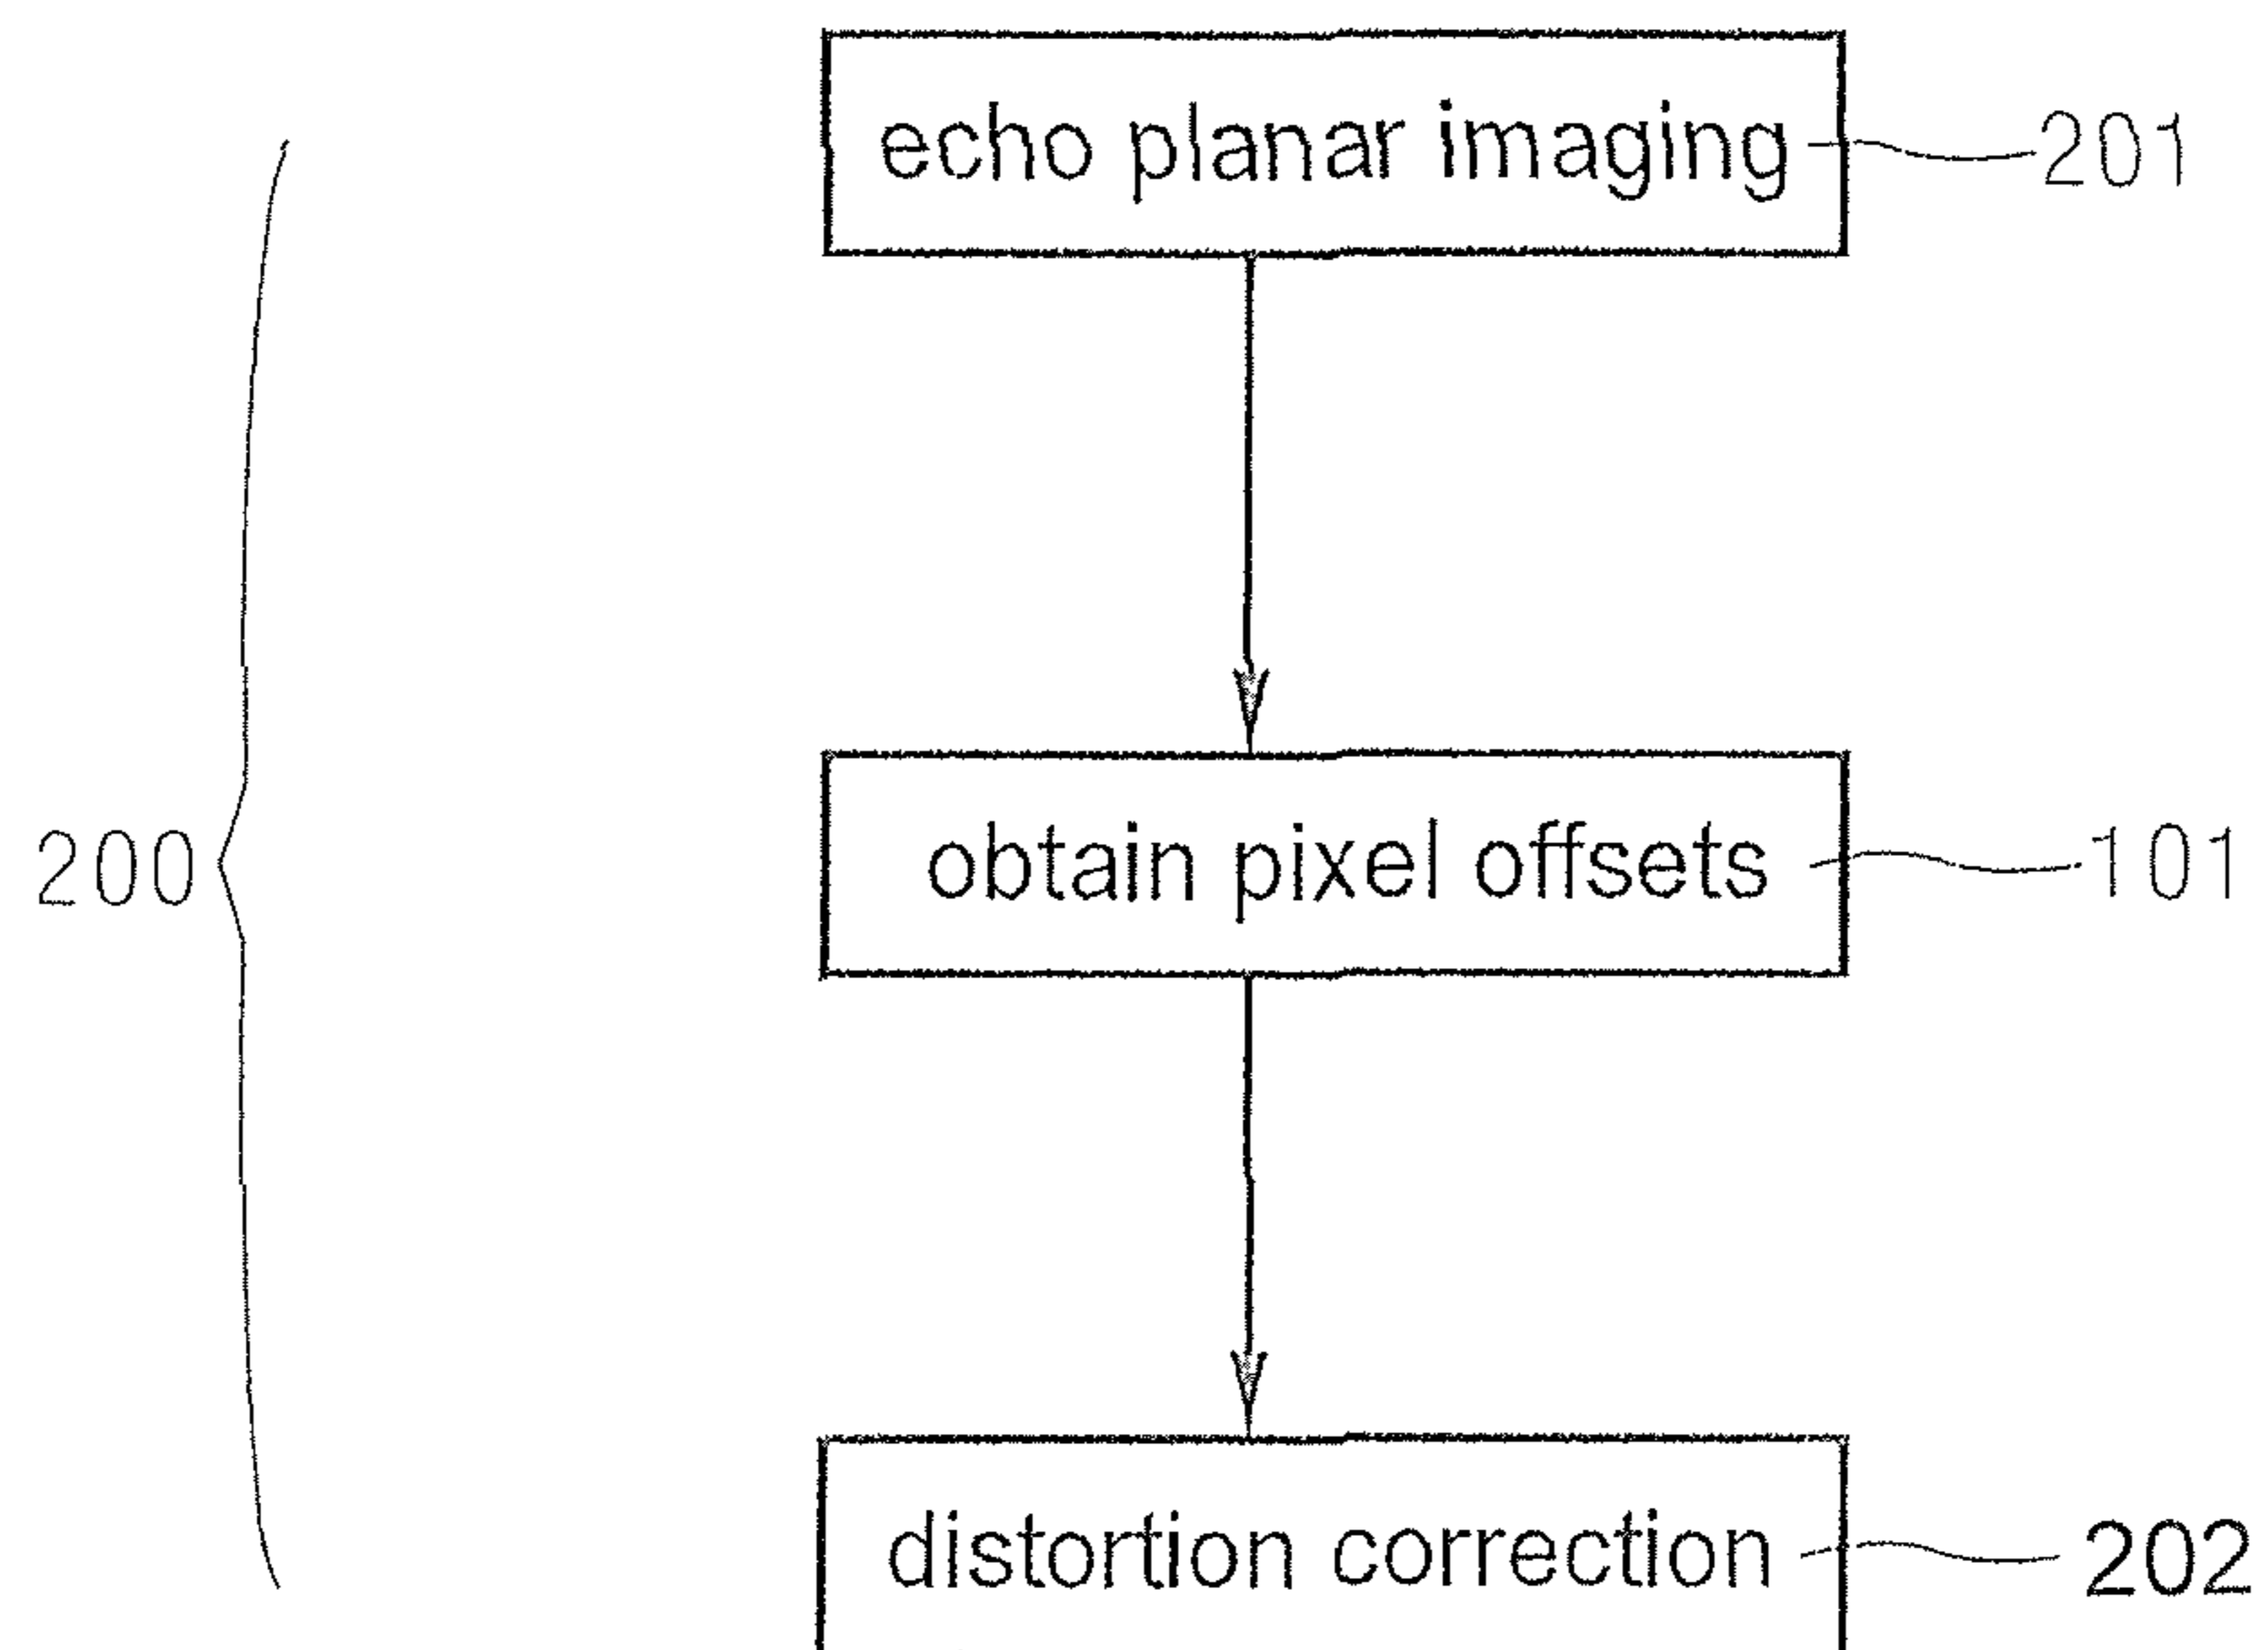 echo planar imaging 201
200
obtain pixel offsets 101
distortion correction 202